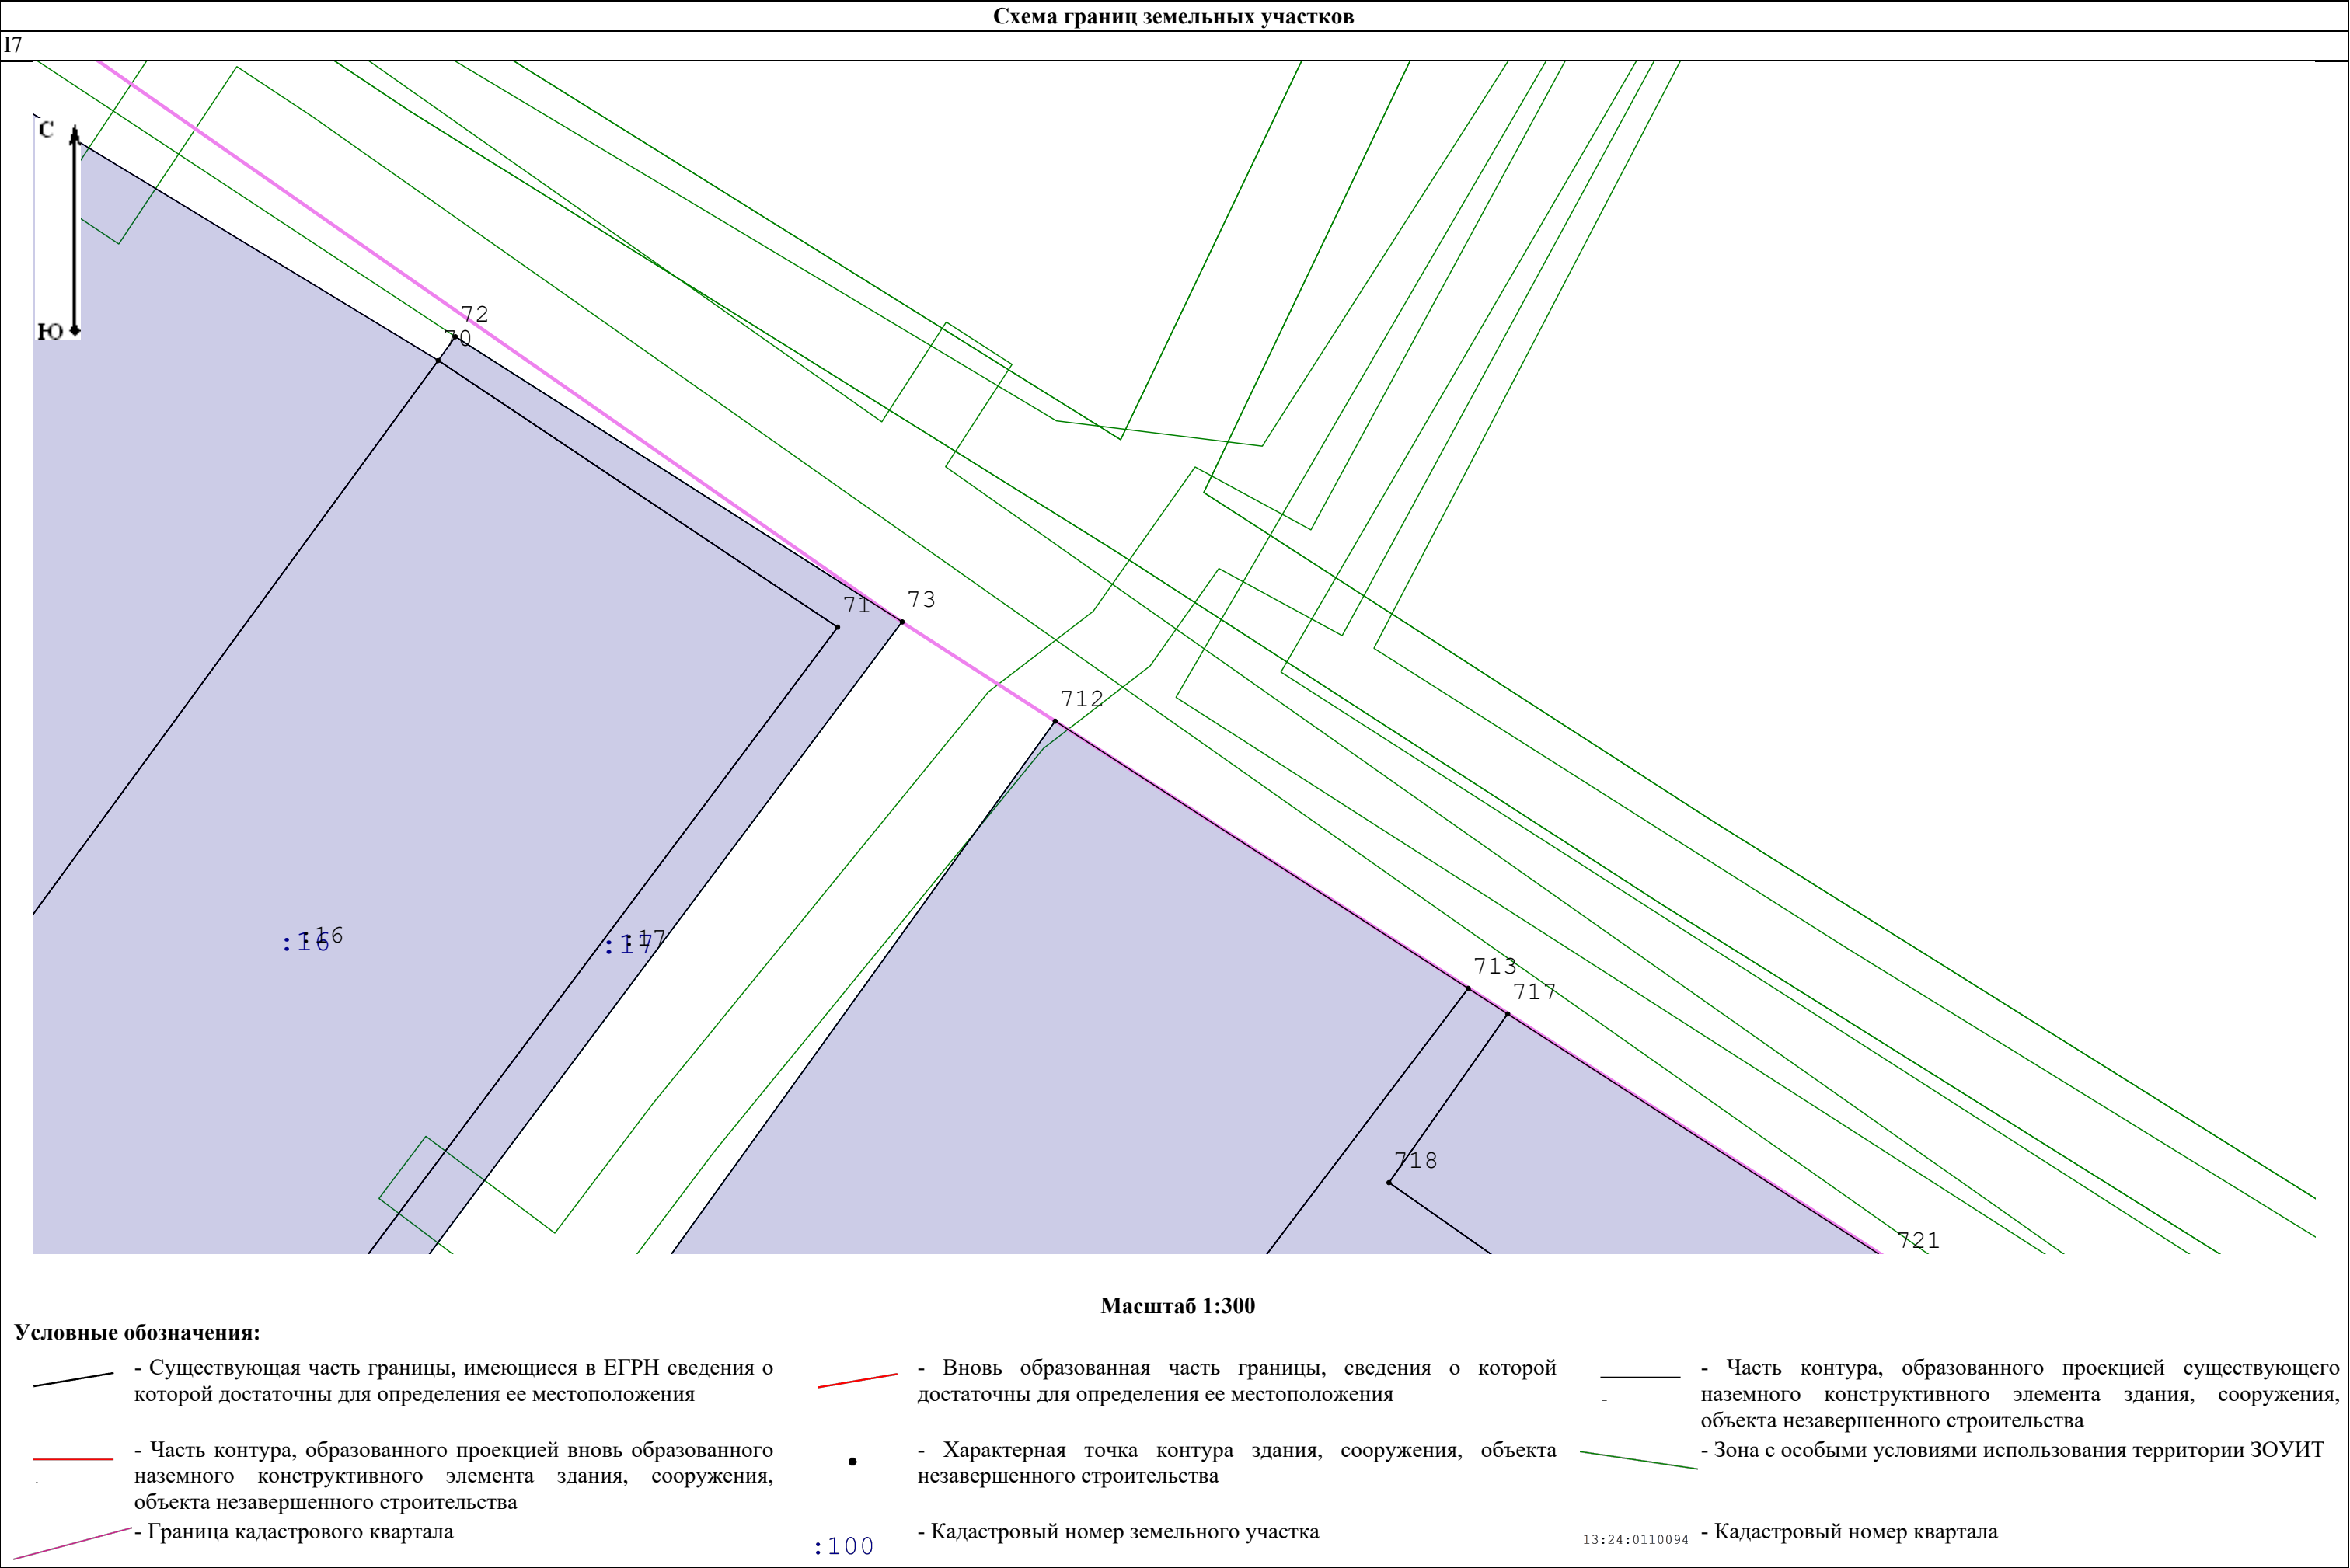 Схема границ земельных участков
I7
С
Ю
72
70
71
73
712
:16
:16
:17
:17
713
717
718
721
Масштаб 1:300
Условные обозначения:
- Существующая часть границы, имеющиеся в ЕГРН сведения о
которой достаточны для определения ее местоположения
- Вновь образованная часть границы, сведения о которой
достаточны для определения ее местоположения
- Часть контура, образованного проекцией существующего
наземного конструктивного элемента здания, сооружения,
объекта незавершенного строительства
- Часть контура, образованного проекцией вновь образованного
наземного конструктивного элемента здания, сооружения,
объекта незавершенного строительства
- Характерная точка контура здания, сооружения, объекта
незавершенного строительства
- Зона с особыми условиями использования территории ЗОУИТ
- Граница кадастрового квартала
:100
- Кадастровый номер земельного участка
13:24:0110094
- Кадастровый номер квартала